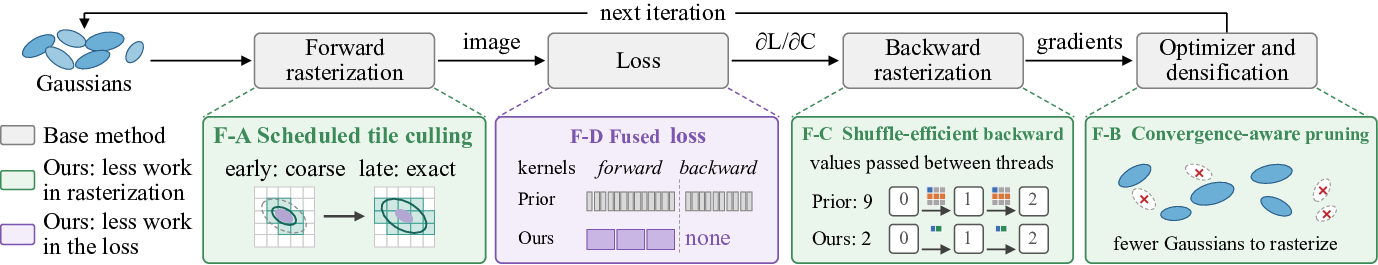 next iteration
Gaussians
Forward
rasterization
image
Loss
∂L/∂C
Backward
rasterization
gradients
Optimizer and
densification
Base method
Ours: less work
in rasterization
Ours: less work
in the loss
F-A Scheduled tile culling
early: coarse late: exact
F-D Fused loss
kernels forward backward
Prior
Ours none
F-C Shuffle-efficient backward
values passed between threads
Prior: 9 0 1 2
Ours: 2 0 1 2
F-B Convergence-aware pruning
fewer Gaussians to rasterize